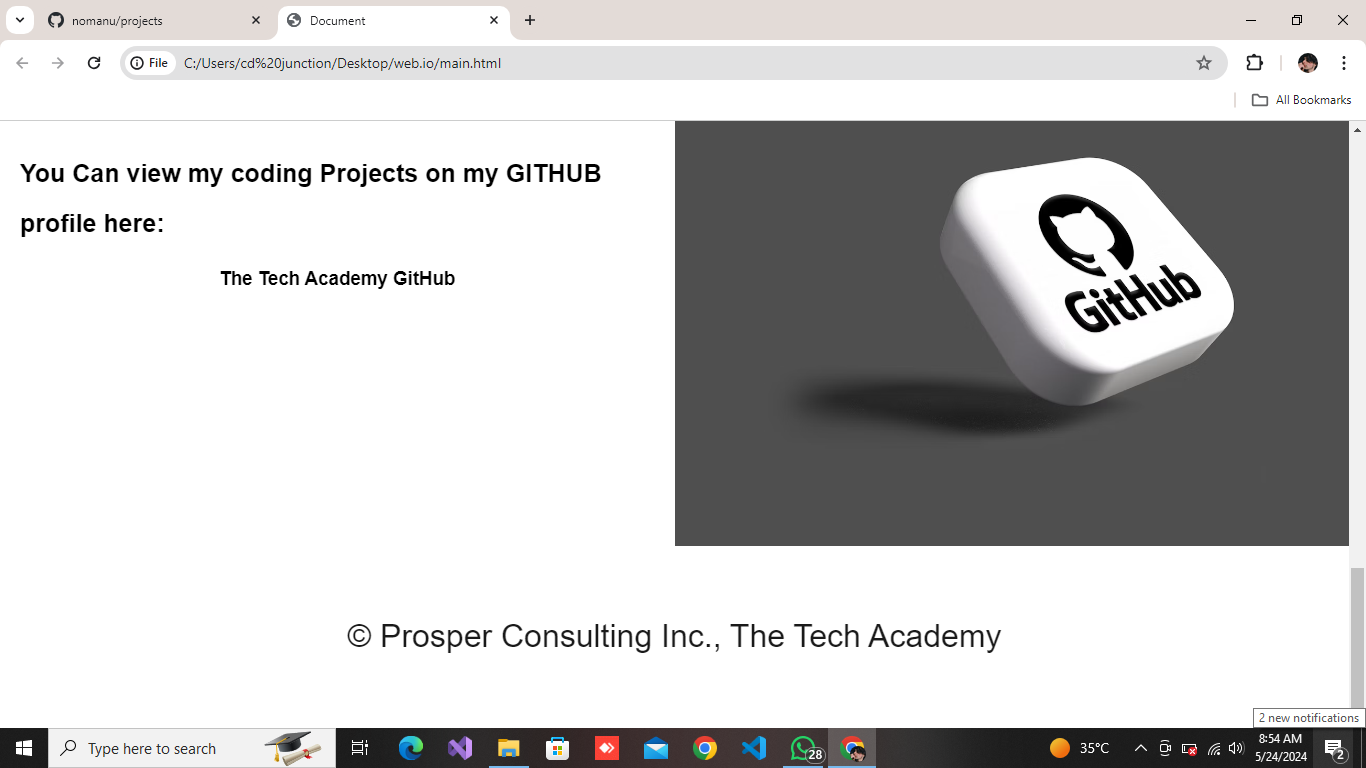 nomanu/projects
Document
File
C:/Users/cd%20junction/Desktop/web.io/main.html
All Bookmarks
You Can view my coding Projects on my GITHUB
profile here:
The Tech Academy GitHub
GitHub
© Prosper Consulting Inc., The Tech Academy
2 new notifications
Type here to search
28
35°C
8:54 AM
5/24/2024
2